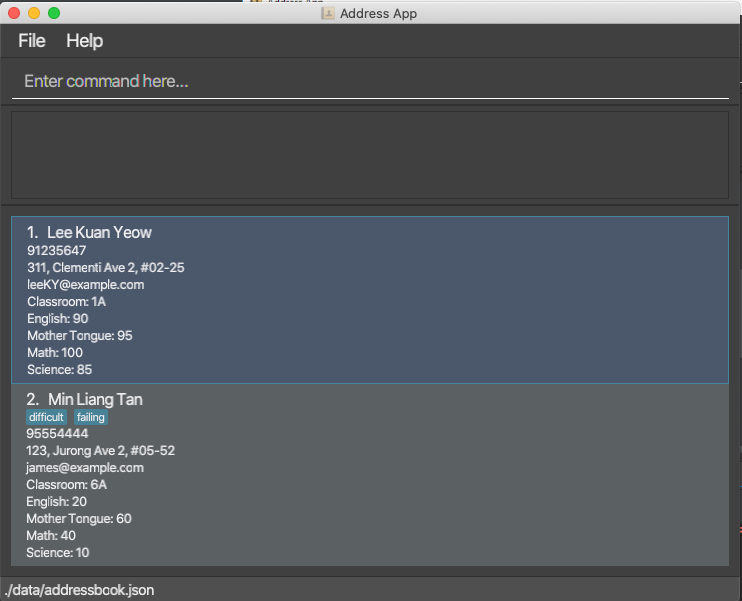 Address App
File Help
Enter command here...
1. Lee Kuan Yeow
91235647
311, Clementi Ave 2, #02-25
leeKY@example.com
Classroom: 1A
English: 90
Mother Tongue: 95
Math: 100
Science: 85
2. Min Liang Tan
difficult failing
95554444
123, Jurong Ave 2, #05-52
james@example.com
Classroom: 6A
English: 20
Mother Tongue: 60
Math: 40
Science: 10
./data/addressbook.json